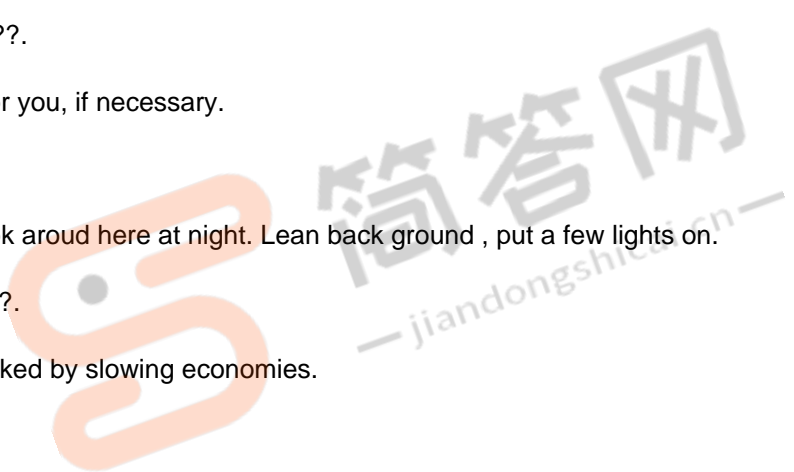 ??.
r you, if necessary.
k aroud here at night. Lean back ground , put a few lights on.
?.
ked by slowing economies.
简答网
— jiandongshicai.cn —